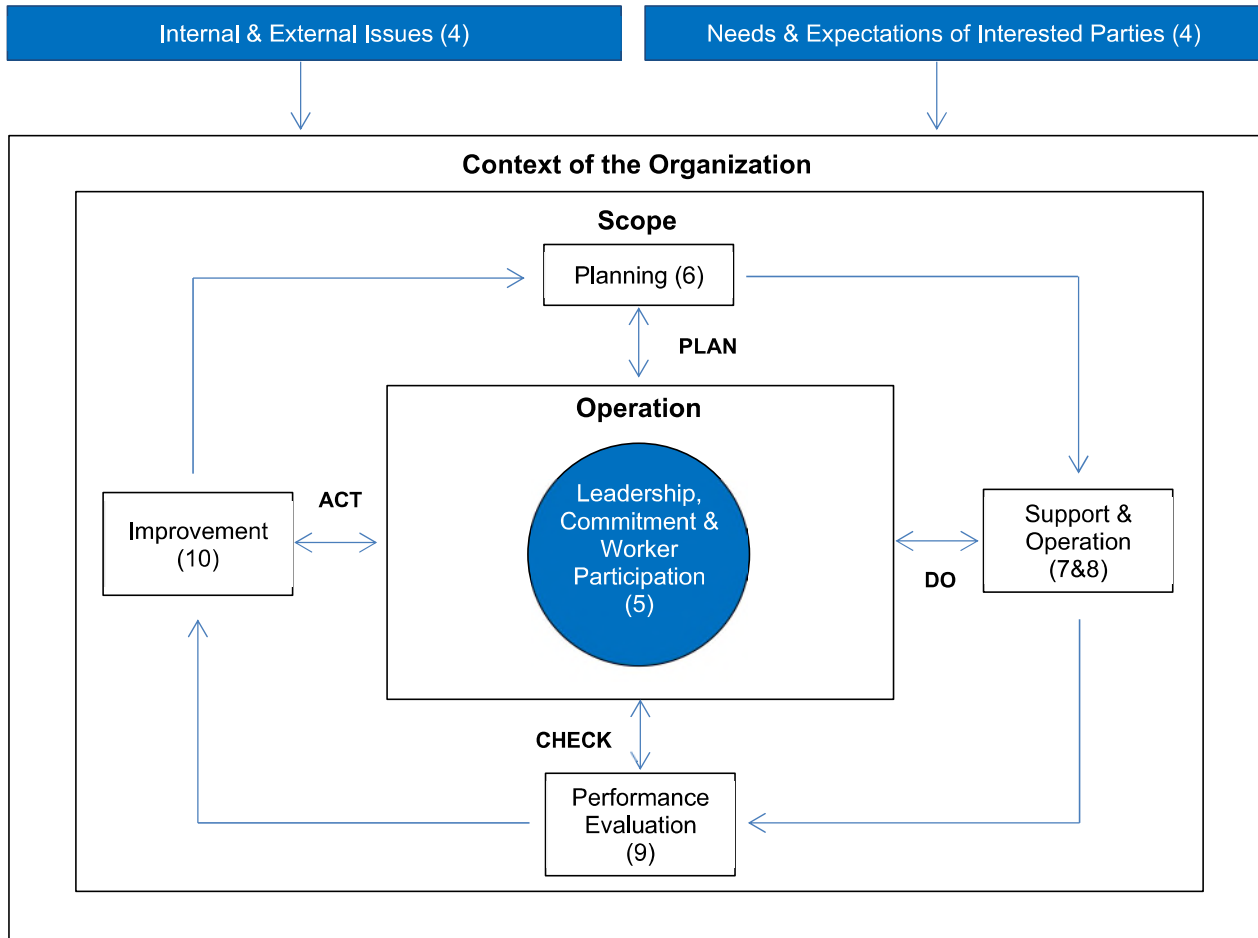 Internal & External Issues (4)
Needs & Expectations of Interested Parties (4)
Context of the Organization
Scope
Planning (6)
PLAN
Operation
Leadership,
Commitment &
Worker
Participation
(5)
ACT
Improvement
(10)
Support &
Operation
(7&8)
DO
CHECK
Performance
Evaluation
(9)